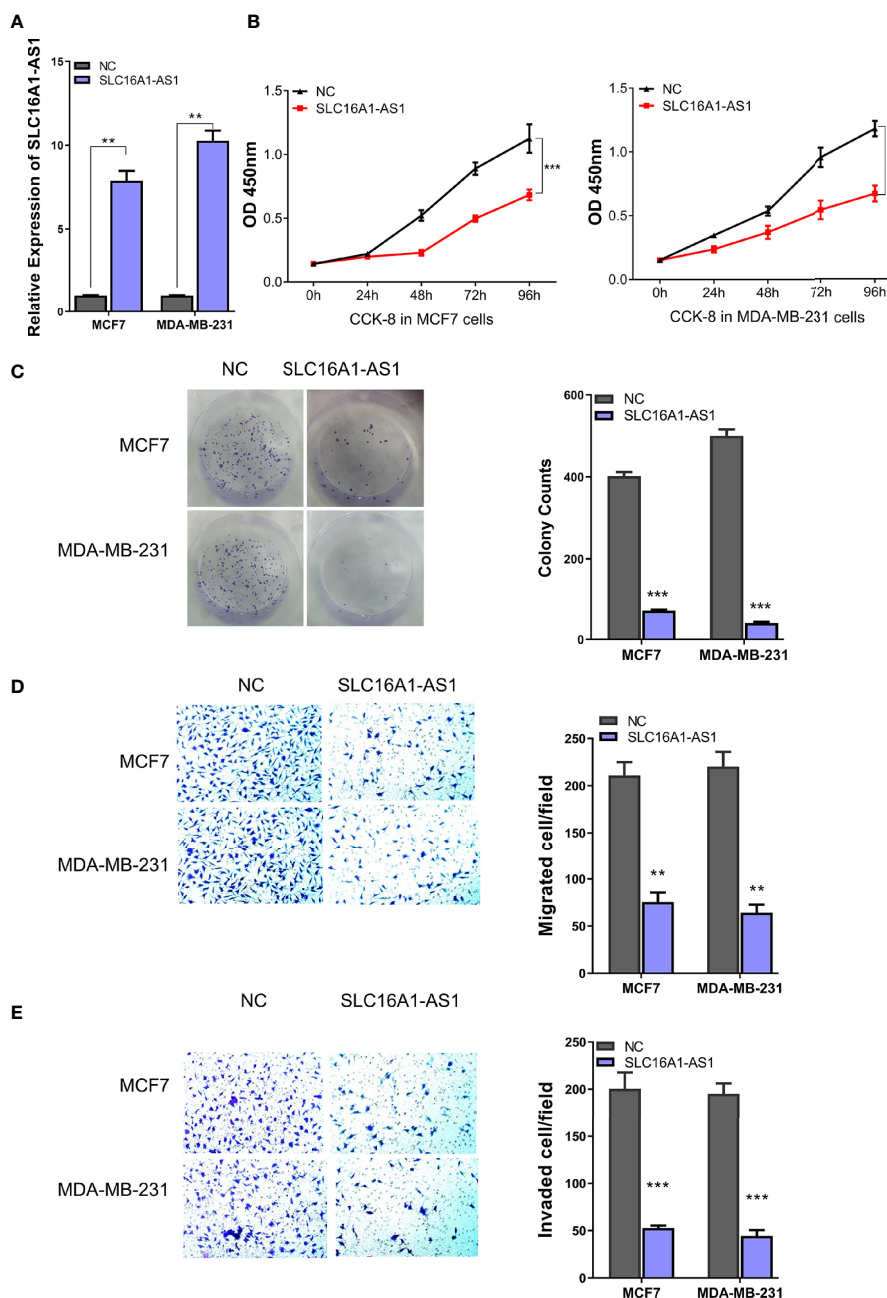 A
Relative Expression of SLC16A1-AS1
NC
SLC16A1-AS1
15
10
5
0
**
**
MCF7
MDA-MB-231
B
OD 450nm
NC
SLC16A1-AS1
1.5
1.0
0.5
0.0
***
0h
24h
48h
72h
96h
CCK-8 in MCF7 cells
OD 450nm
NC
SLC16A1-AS1
1.5
1.0
0.5
0.0
0h
24h
48h
72h
96h
CCK-8 in MDA-MB-231 cells
C
NC
SLC16A1-AS1
MCF7
MDA-MB-231
Colony Counts
NC
SLC16A1-AS1
600
400
200
0
***
***
MCF7
MDA-MB-231
D
NC
SLC16A1-AS1
MCF7
MDA-MB-231
Migrated cell/field
NC
SLC16A1-AS1
250
200
150
100
50
0
**
**
MCF7
MDA-MB-231
E
NC
SLC16A1-AS1
MCF7
MDA-MB-231
Invaded cell/field
NC
SLC16A1-AS1
250
200
150
100
50
0
***
***
MCF7
MDA-MB-231